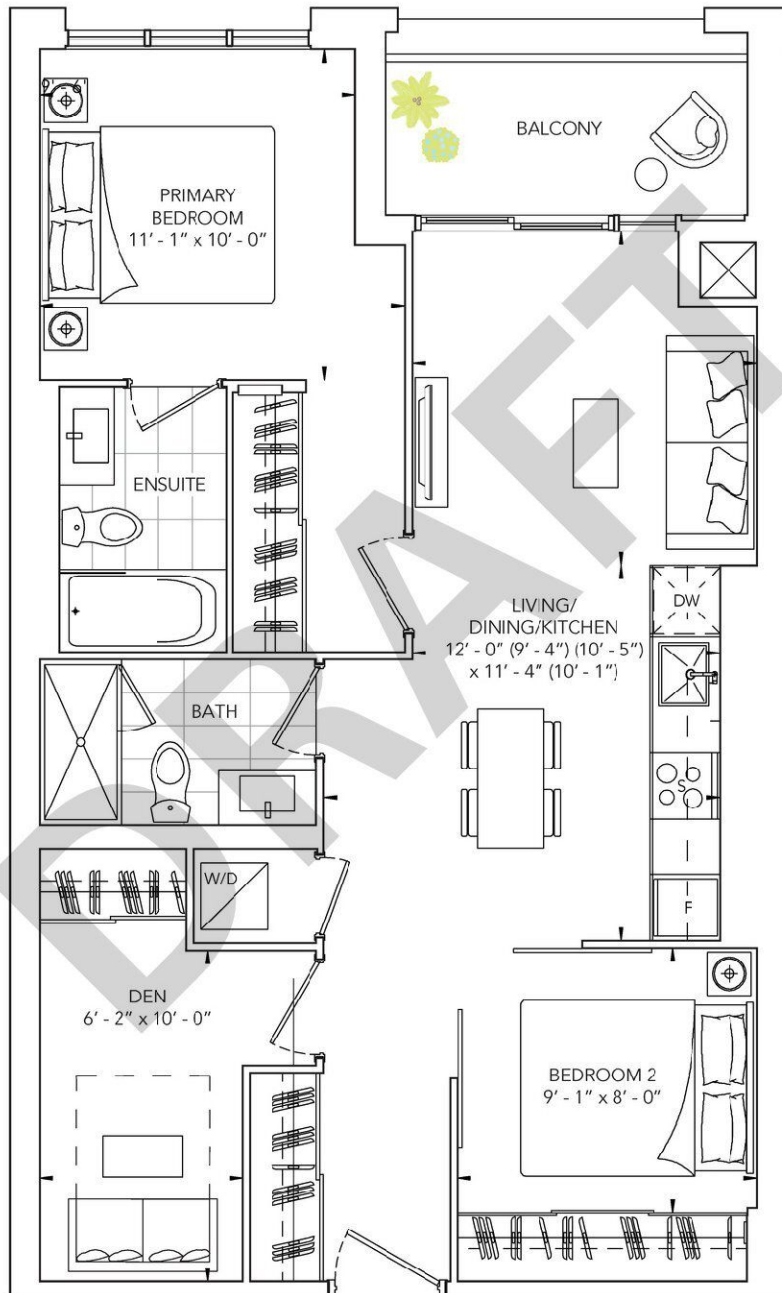 BALCONY
PRIMARY
BEDROOM
11' - 1" x 10' - 0"
ENSUITE
LIVING/
DINING/KITCHEN
12' - 0" (9' - 4") (10' - 5")
x 11' - 4" (10' - 1")
DW
BATH
S
W/D
F
DEN
6' - 2" x 10' - 0"
BEDROOM 2
9' - 1" x 8' - 0"
DRAFT